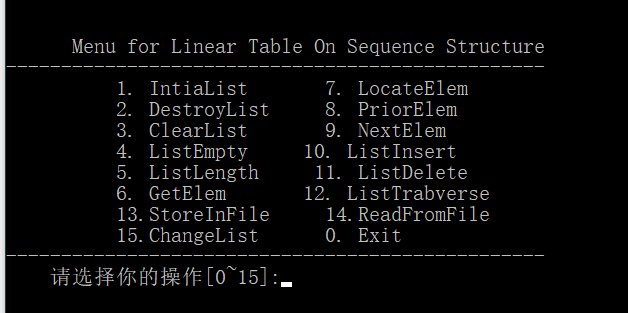 Menu for Linear Table On Sequence Structure
-------------------------------------------------
1. IntiaList 7. LocateElem
2. DestroyList 8. PriorElem
3. ClearList 9. NextElem
4. ListEmpty 10. ListInsert
5. ListLength 11. ListDelete
6. GetElem 12. ListTrabverse
13.StoreInFile 14.ReadFromFile
15.ChangeList 0. Exit
-------------------------------------------------
请选择你的操作[0~15]: